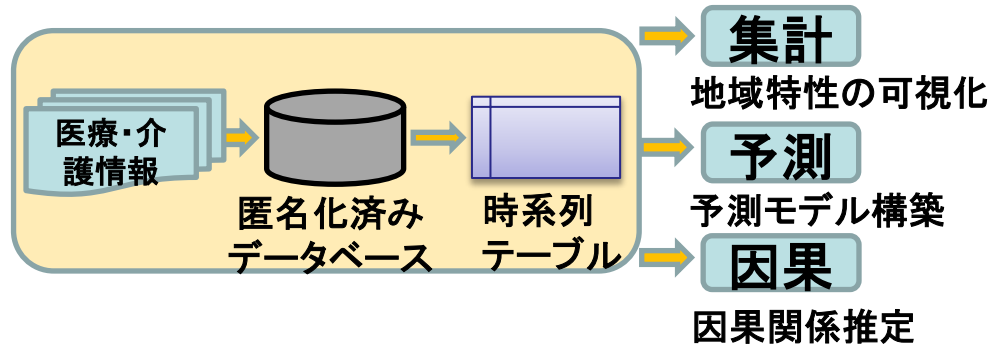 医療・介
護情報
匿名化済み
データベース
時系列
テーブル
集計
地域特性の可視化
予測
予測モデル構築
因果
因果関係推定